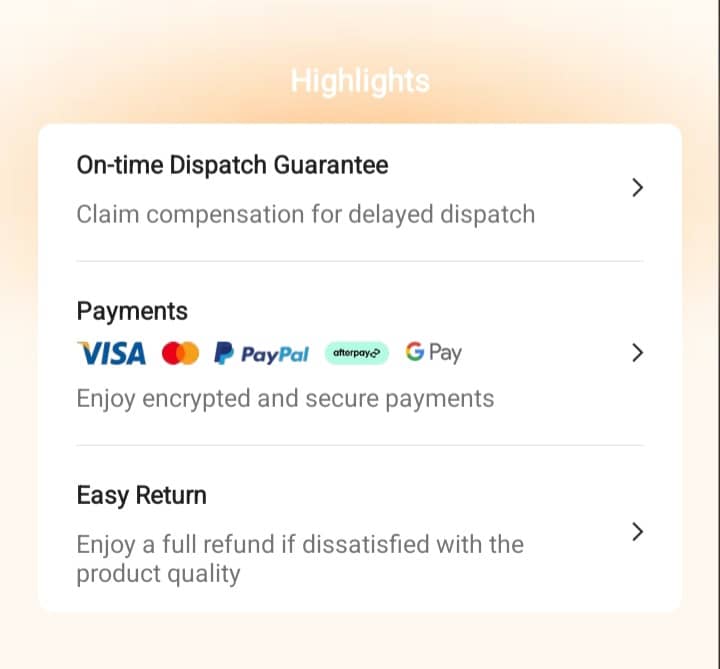 Highlights
On-time Dispatch Guarantee
Claim compensation for delayed dispatch
Payments
VISA PayPal afterpay G Pay
Enjoy encrypted and secure payments
Easy Return
Enjoy a full refund if dissatisfied with the
product quality